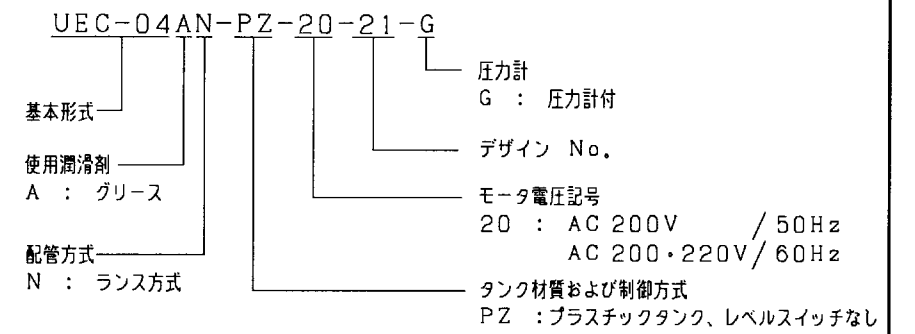 UEC-04AN-PZ-20-21-G
圧力計
G : 圧力計付
基本形式
デザイン No.
使用潤滑剤
A : グリース
モータ電圧記号
20 : AC 200V / 50Hz
AC 200・220V / 60Hz
配管方式
N : ランス方式
タンク材質および制御方式
PZ :プラスチックタンク、レベルスイッチなし